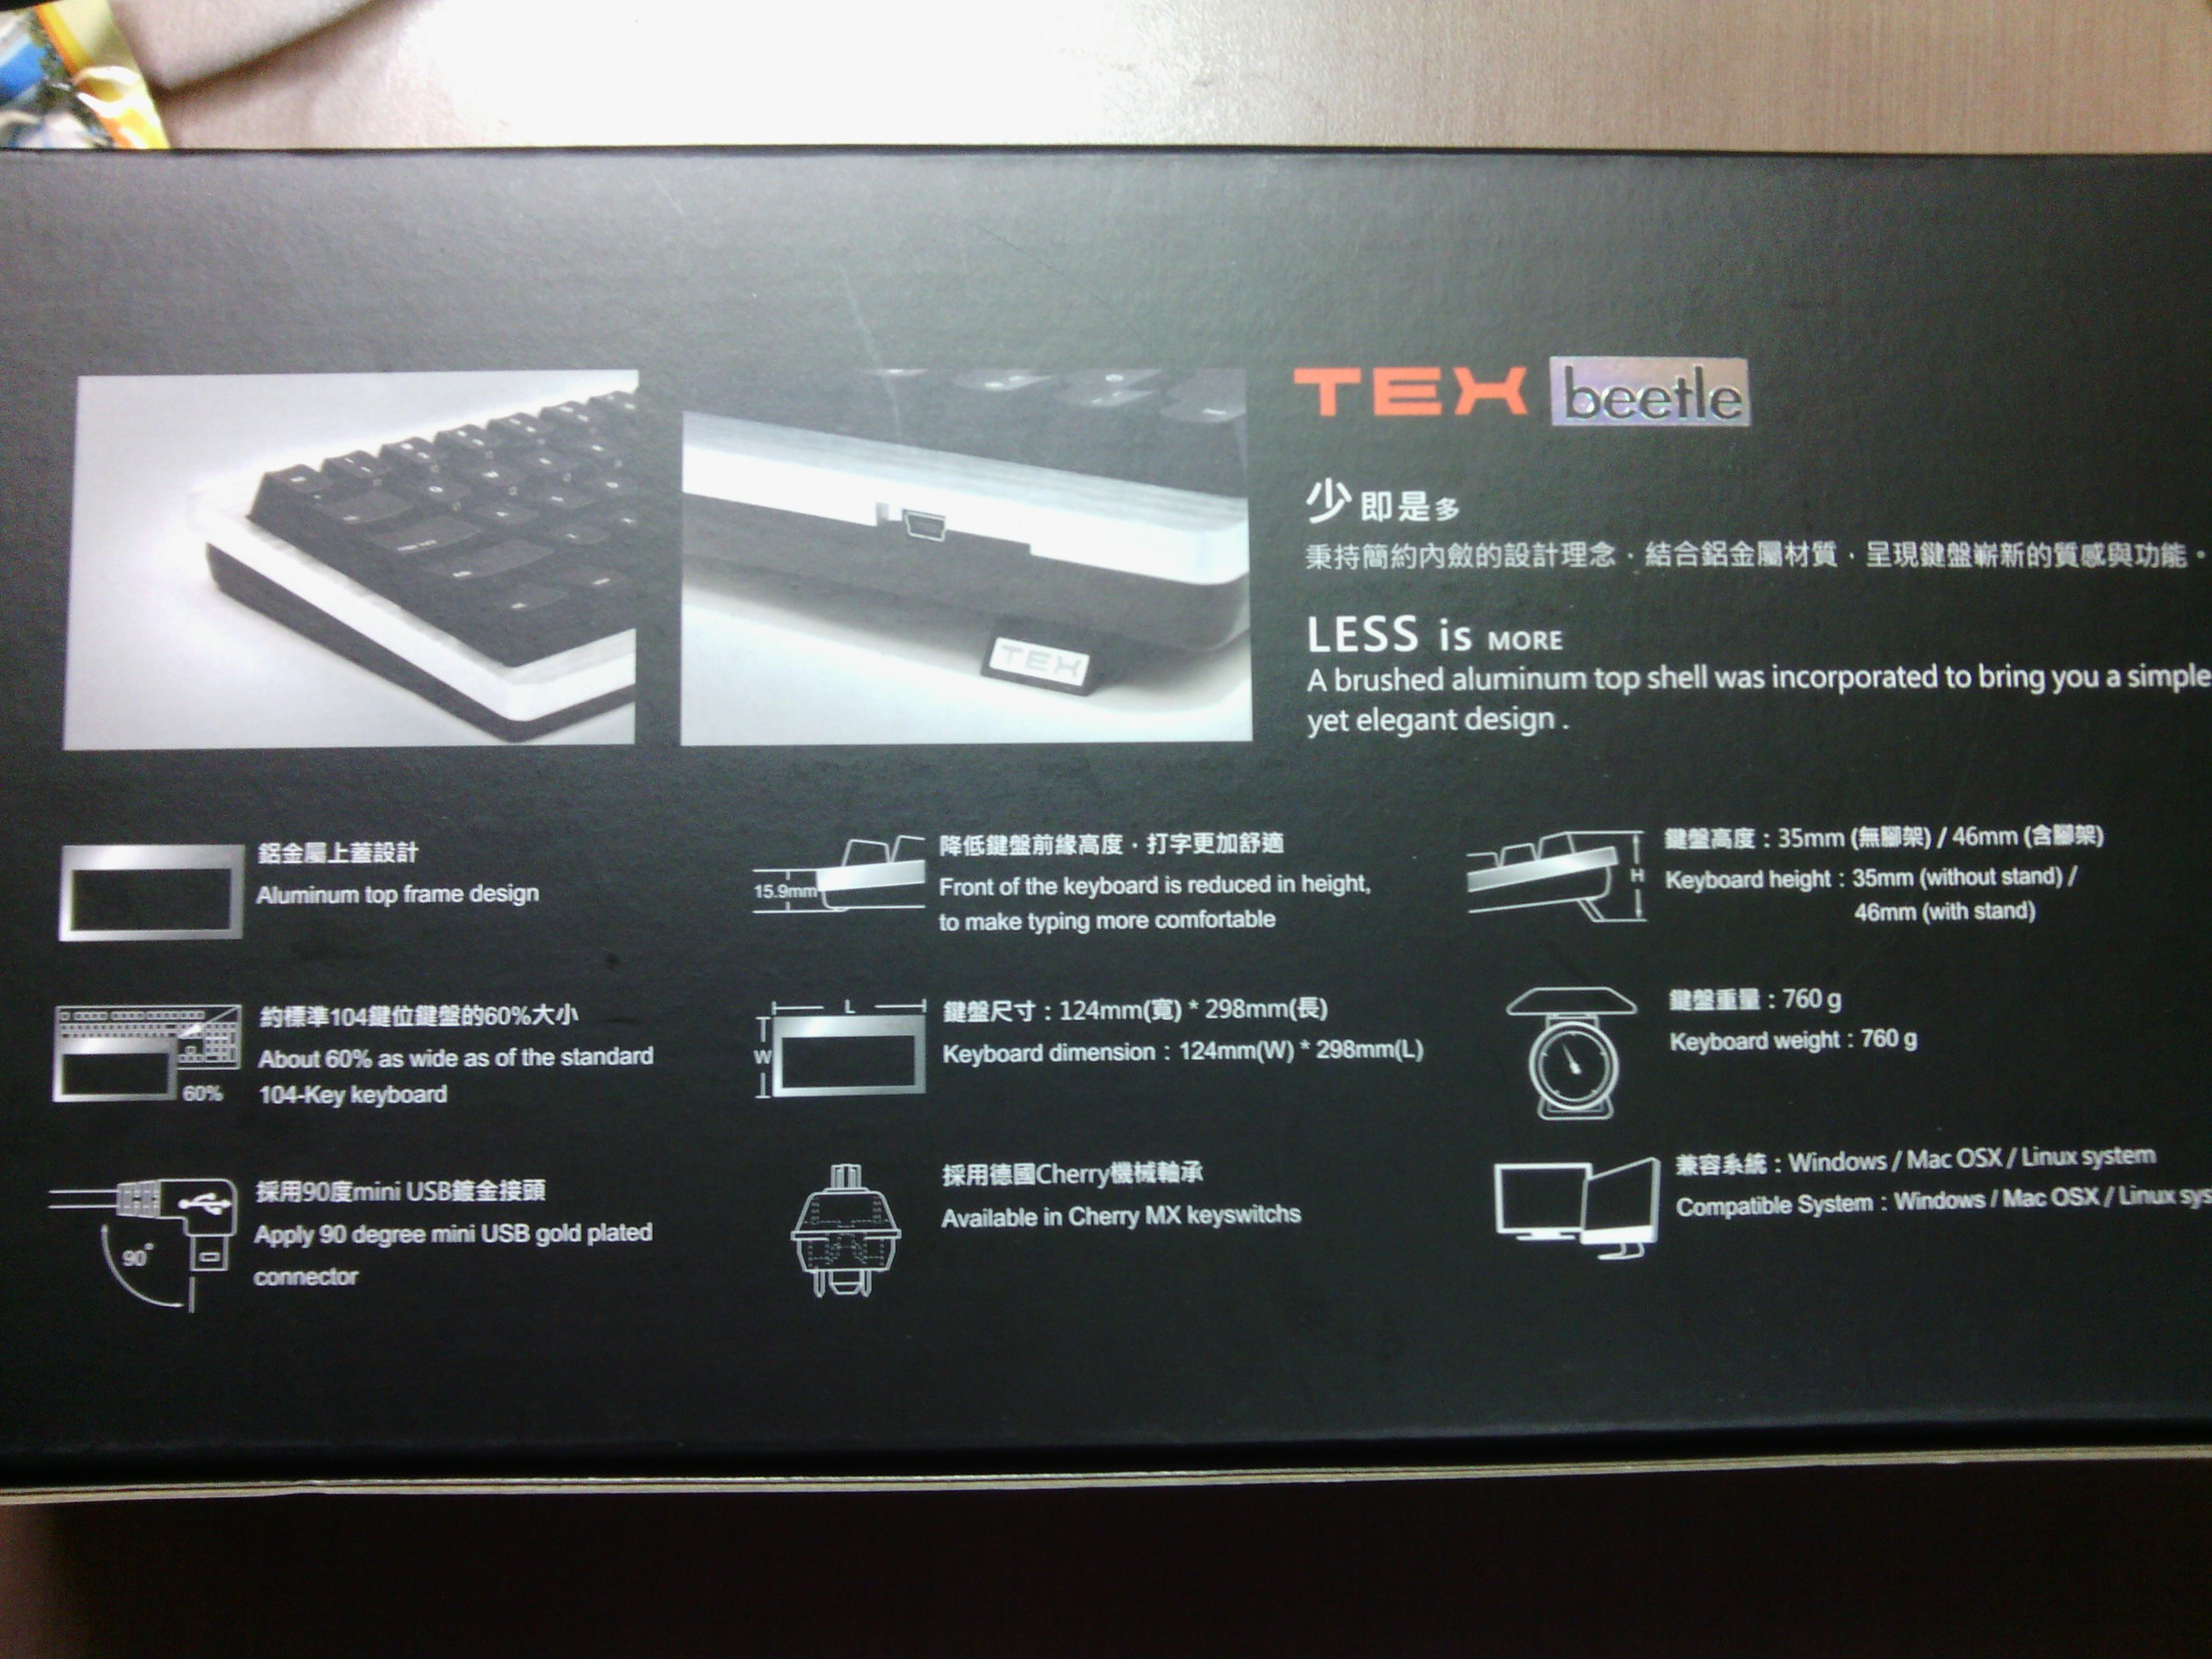 TEX beetle
少即是多
秉持簡約內斂的設計理念．結合鋁金屬材質．呈現鍵盤嶄新的質感與功能。
LESS is MORE
A brushed aluminum top shell was incorporated to bring you a simple
yet elegant design .
TEX
鋁金屬上蓋設計
Aluminum top frame design
15.9mm
降低鍵盤前緣高度．打字更加舒適
Front of the keyboard is reduced in height,
to make typing more comfortable
H
鍵盤高度：35mm (無腳架) / 46mm (含腳架)
Keyboard height：35mm (without stand) /
46mm (with stand)
60%
約標準104鍵位鍵盤的60%大小
About 60% as wide as of the standard
104-Key keyboard
L
W
鍵盤尺寸：124mm(寬) * 298mm(長)
Keyboard dimension：124mm(W) * 298mm(L)
鍵盤重量：760 g
Keyboard weight：760 g
90°
採用90度mini USB鍍金接頭
Apply 90 degree mini USB gold plated
connector
採用德國Cherry機械軸承
Available in Cherry MX keyswitchs
兼容系統：Windows / Mac OSX / Linux system
Compatible System：Windows / Mac OSX / Linux sys